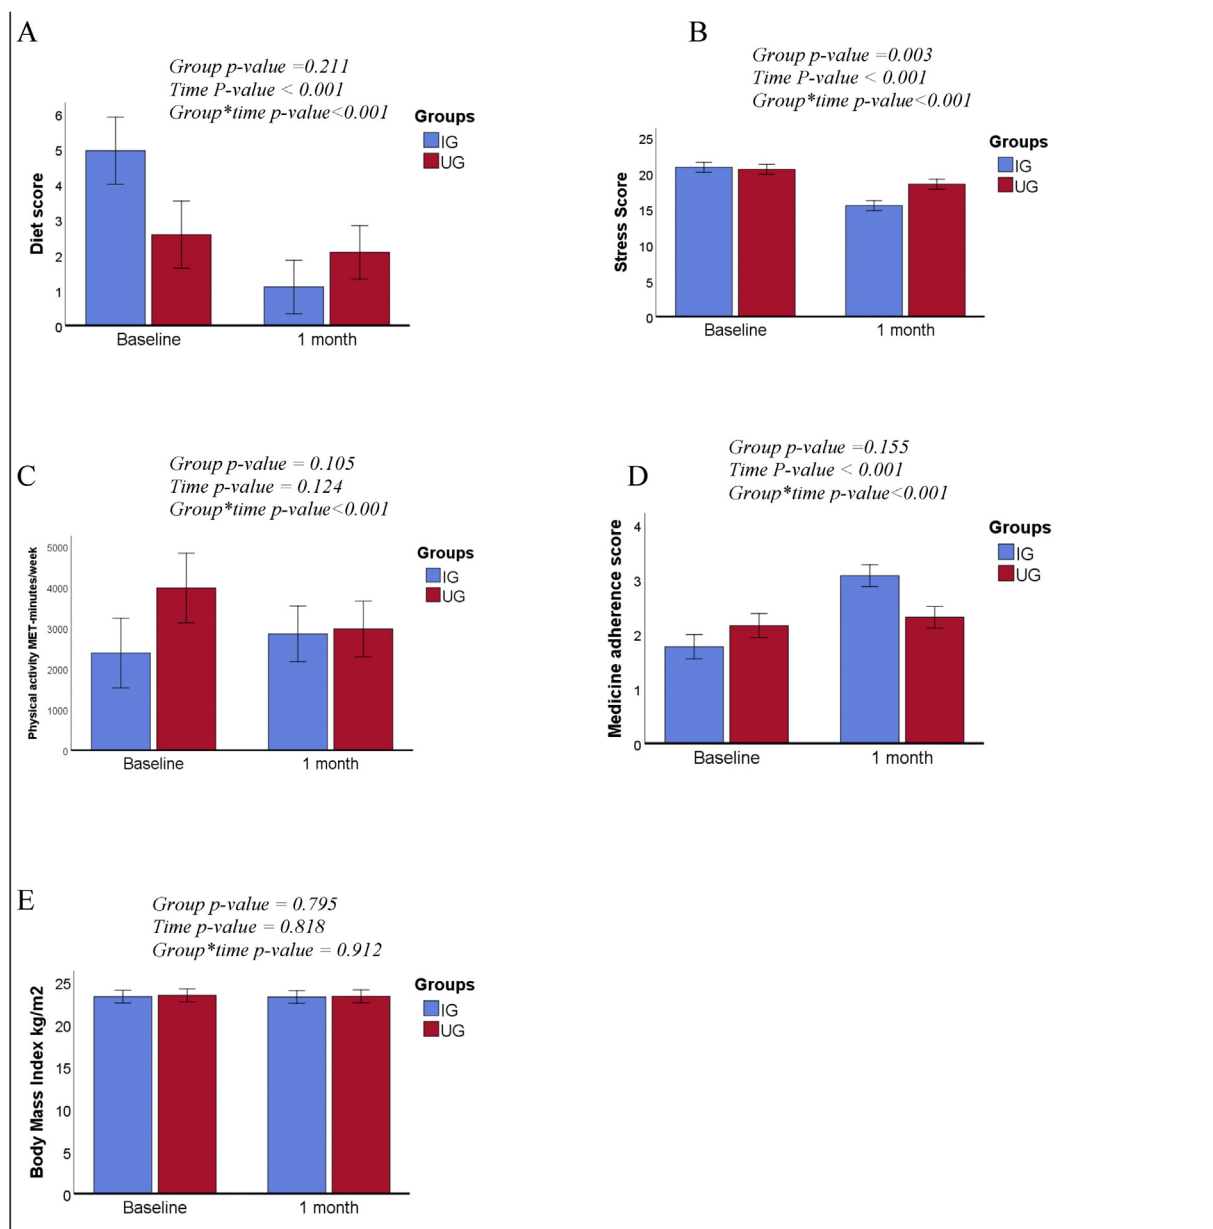 A
Group p-value =0.211
Time P-value < 0.001
Group*time p-value<0.001
Groups
IG
UG
Diet score
6
5
4
3
2
1
0
Baseline
1 month
B
Group p-value =0.003
Time P-value < 0.001
Group*time p-value<0.001
Groups
IG
UG
Stress Score
25
20
15
10
5
0
Baseline
1 month
C
Group p-value = 0.105
Time p-value = 0.124
Group*time p-value<0.001
Groups
IG
UG
Physical activity MET-minutes/week
5000
4000
3000
2000
1000
0
Baseline
1 month
D
Group p-value =0.155
Time P-value < 0.001
Group*time p-value<0.001
Groups
IG
UG
Medicine adherence score
4
3
2
1
0
Baseline
1 month
E
Group p-value = 0.795
Time p-value = 0.818
Group*time p-value = 0.912
Groups
IG
UG
Body Mass Index kg/m2
25
20
15
10
5
0
Baseline
1 month